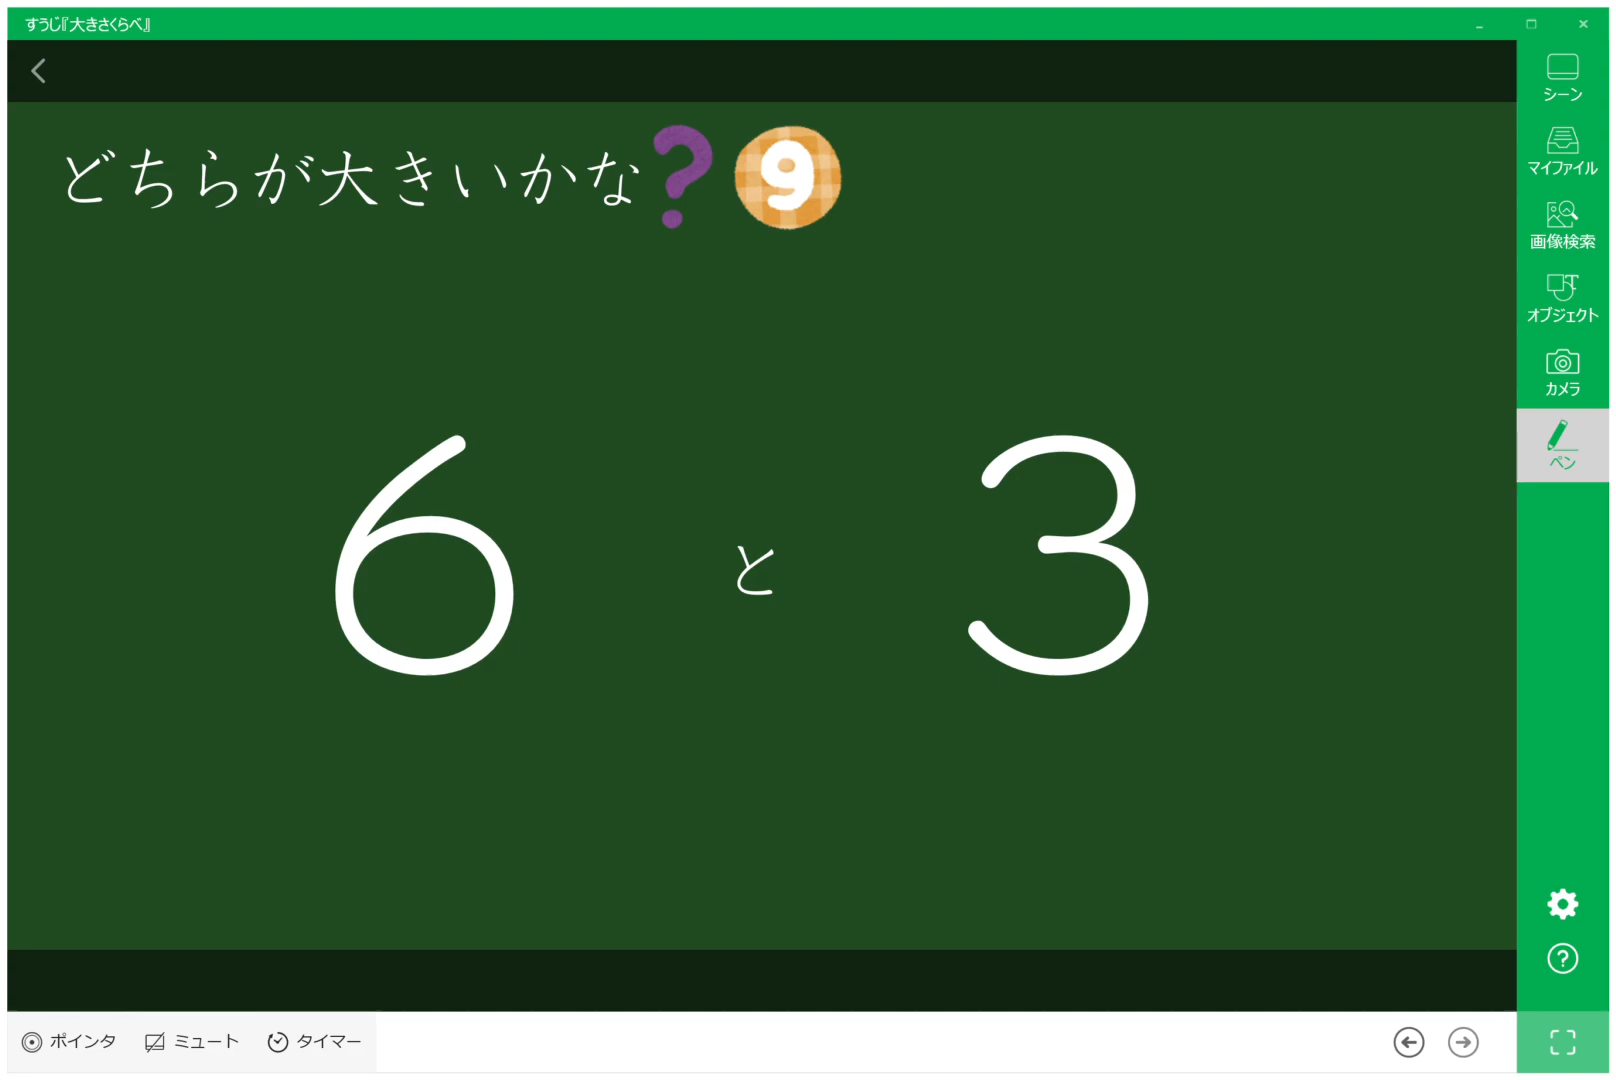 すうじ『大きさくらべ』
どちらが大きいかな?9
6 と 3
シーン
マイファイル
画像検索
オブジェクト
カメラ
ペン
ポインタ ミュート タイマー